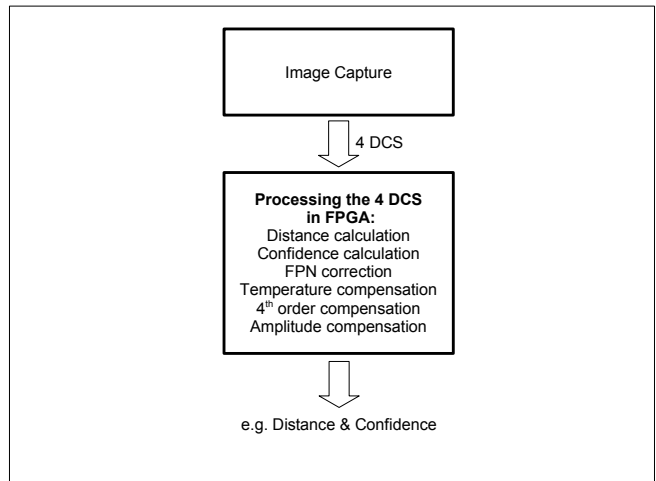 Image Capture
4 DCS
Processing the 4 DCS
in FPGA:
Distance calculation
Confidence calculation
FPN correction
Temperature compensation
4th order compensation
Amplitude compensation
e.g. Distance & Confidence